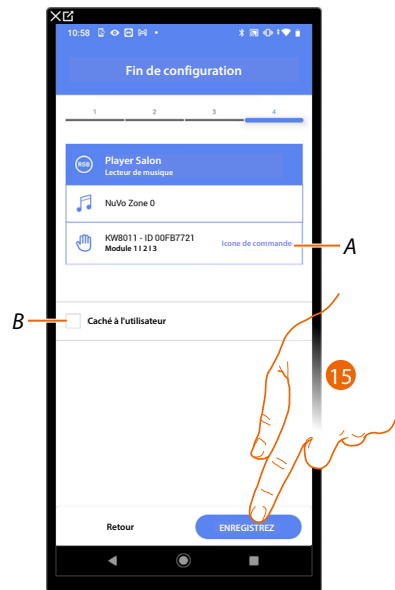 10:58
Fin de configuration
1 2 3 4
RGB
Player Salon
Lecteur de musique
NuVo Zone 0
KW8011 - ID 00FB7721
Module 1 I 2 I 3
Icone de commande
A
B
Caché à l'utilisateur
15
Retour
ENREGISTREZ